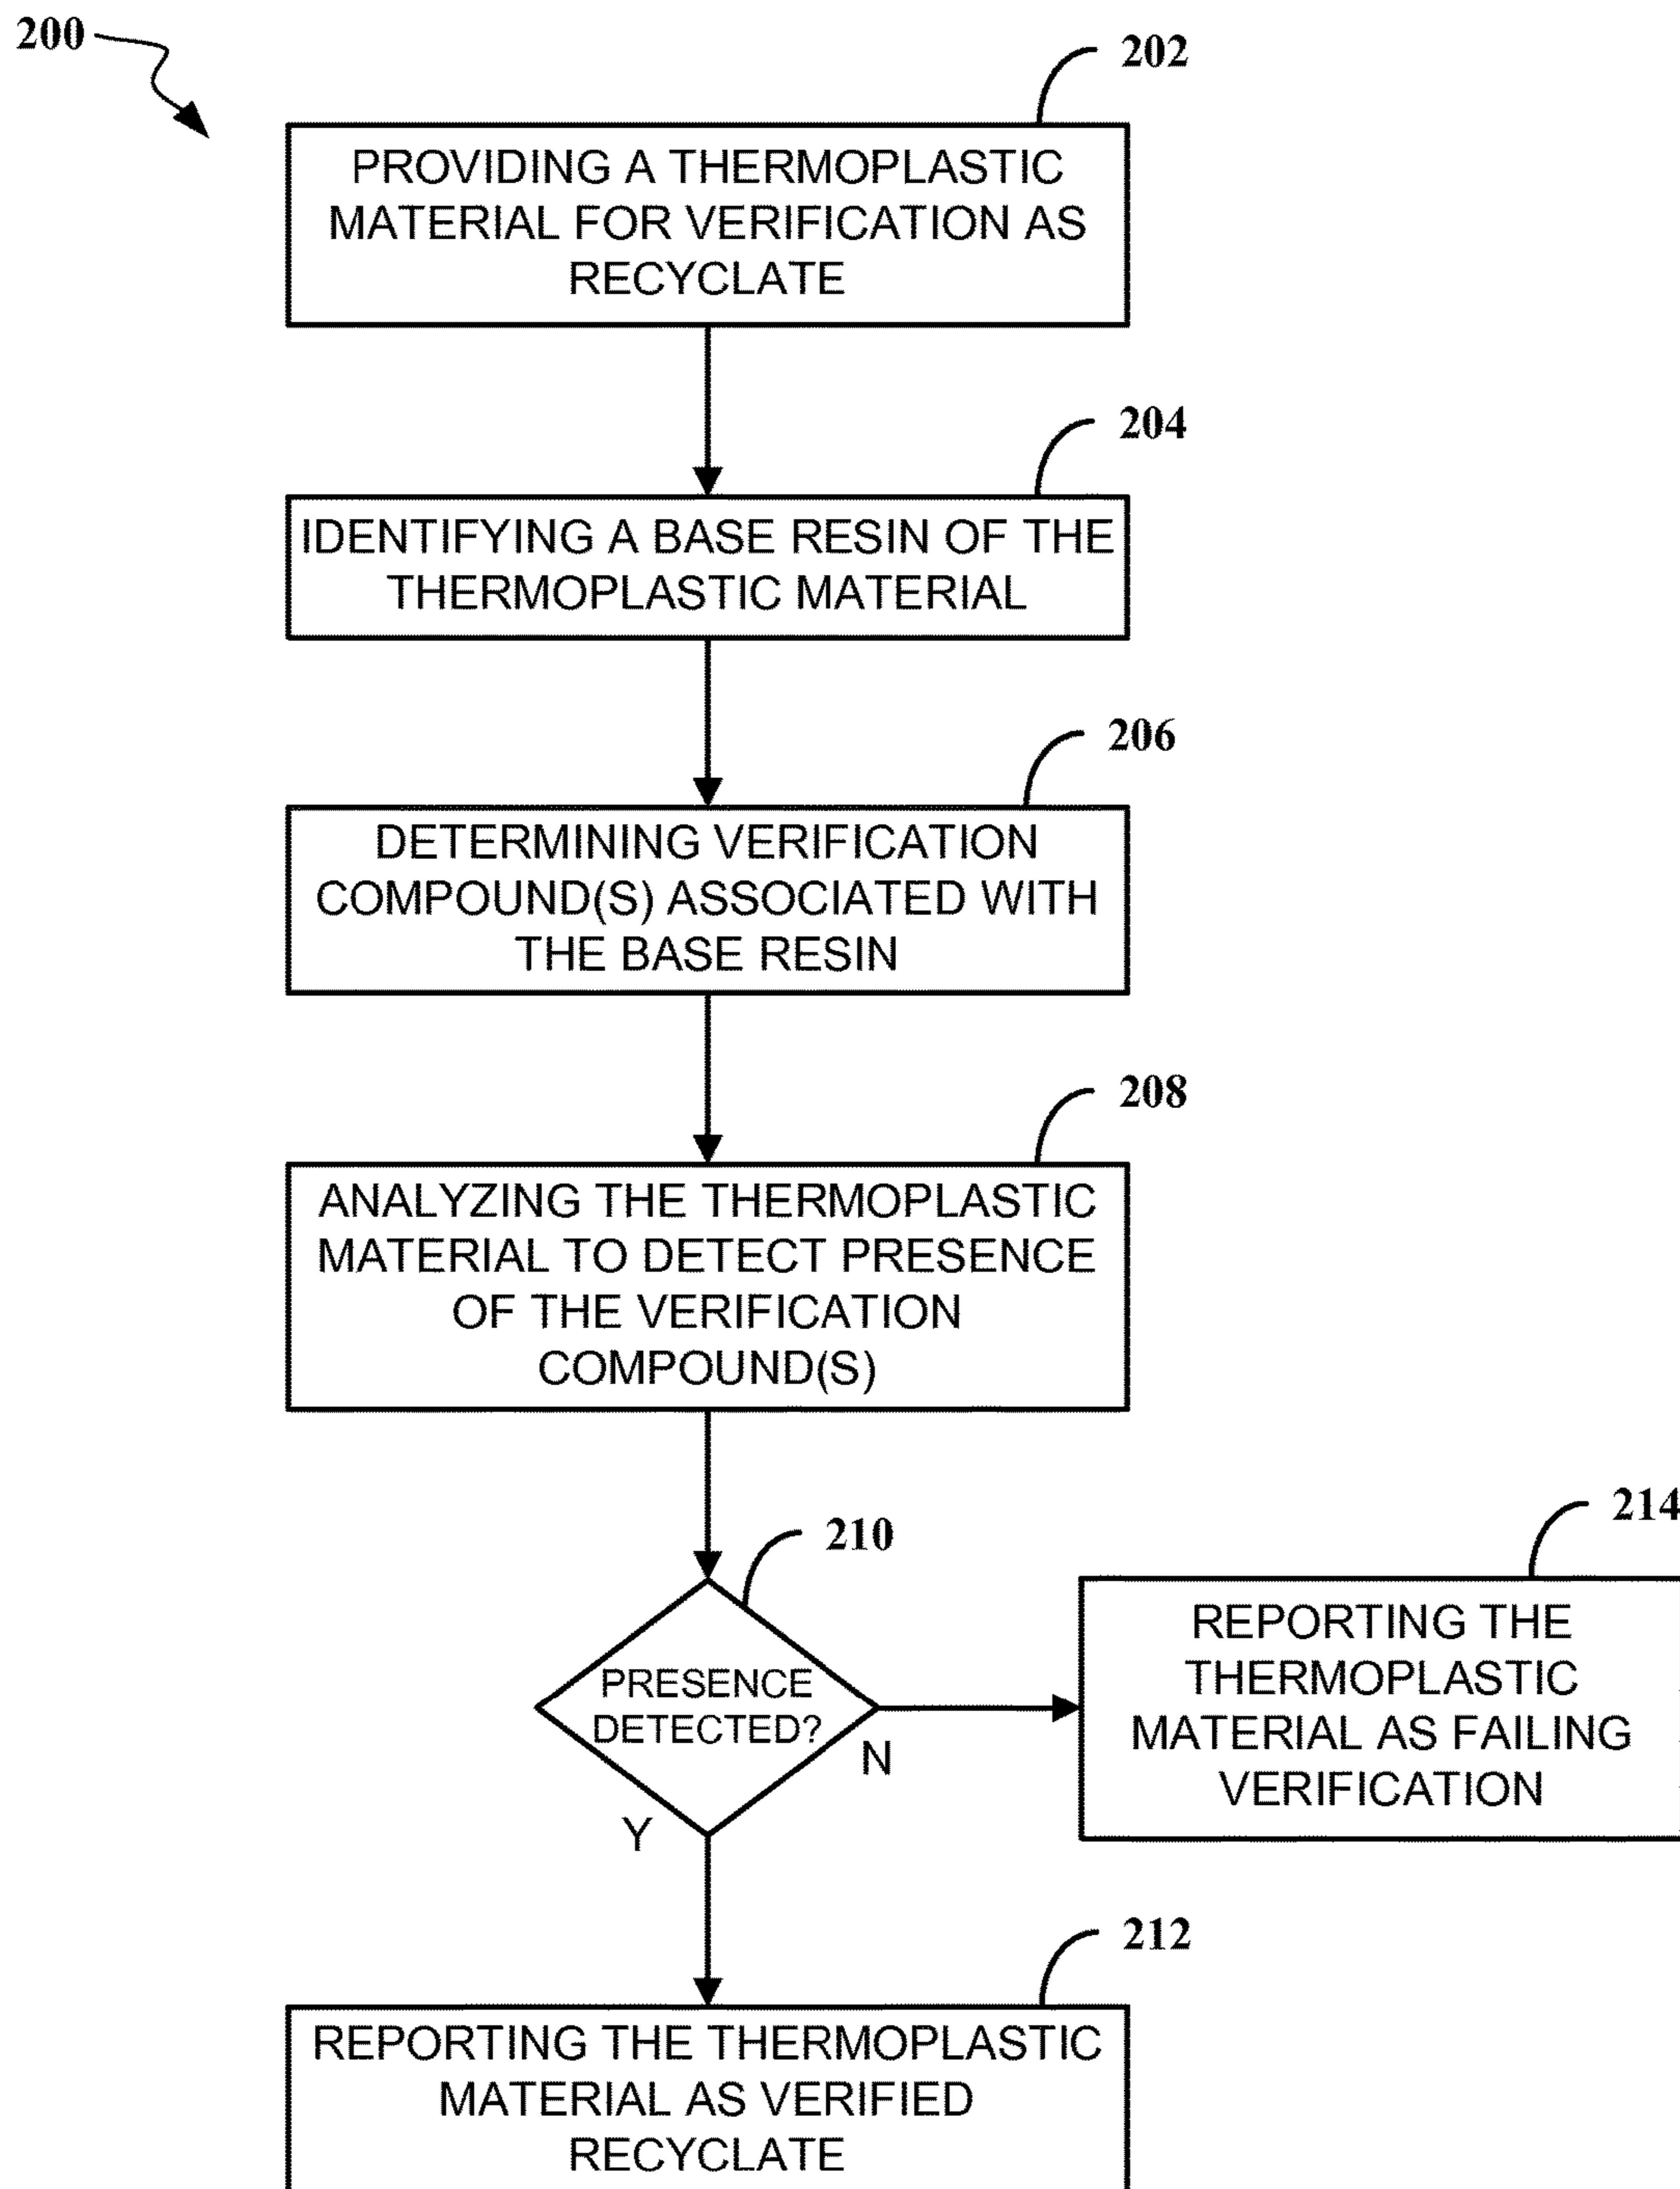 200
202
PROVIDING A THERMOPLASTIC
MATERIAL FOR VERIFICATION AS
RECYCLATE
204
IDENTIFYING A BASE RESIN OF THE
THERMOPLASTIC MATERIAL
206
DETERMINING VERIFICATION
COMPOUND(S) ASSOCIATED WITH
THE BASE RESIN
208
ANALYZING THE THERMOPLASTIC
MATERIAL TO DETECT PRESENCE
OF THE VERIFICATION
COMPOUND(S)
210
PRESENCE
DETECTED?
N
Y
214
REPORTING THE
THERMOPLASTIC
MATERIAL AS FAILING
VERIFICATION
212
REPORTING THE THERMOPLASTIC
MATERIAL AS VERIFIED
RECYCLATE